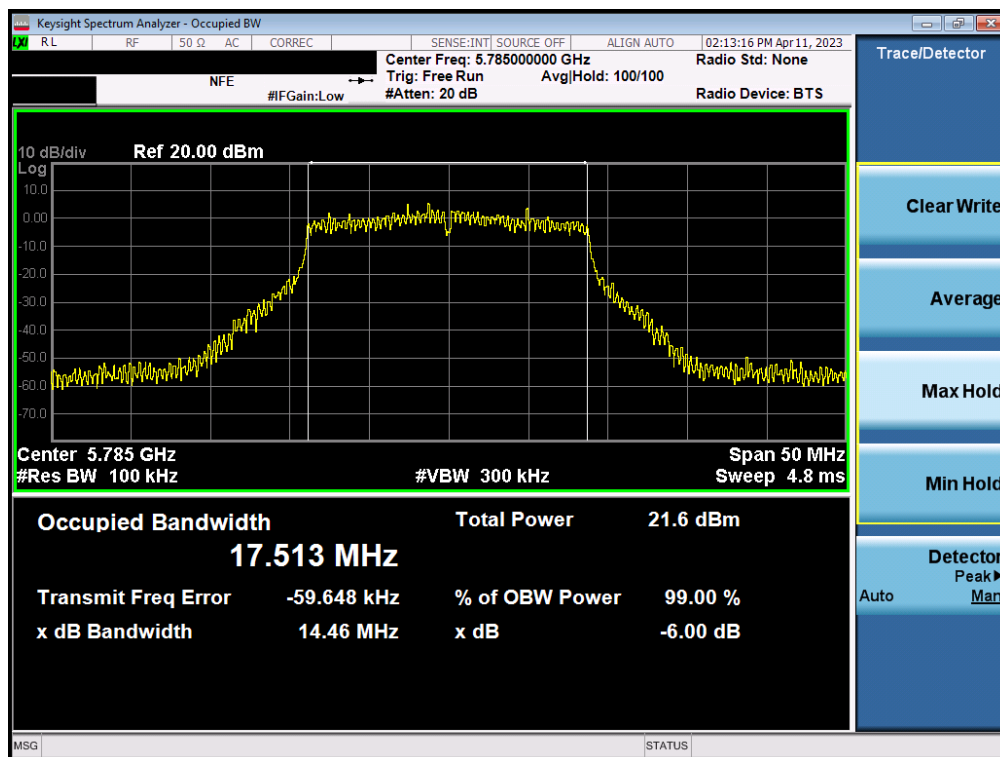 Keysight Spectrum Analyzer - Occupied BW
LXI RL RF 50 Ω AC CORREC SENSE:INT SOURCE OFF ALIGN AUTO 02:13:16 PM Apr 11, 2023
Center Freq: 5.785000000 GHz Radio Std: None
NFE Trig: Free Run Avg|Hold: 100/100
#IFGain:Low #Atten: 20 dB Radio Device: BTS
Trace/Detector
10 dB/div Ref 20.00 dBm
Log
10.0
0.00
-10.0
-20.0
-30.0
-40.0
-50.0
-60.0
-70.0
Center 5.785 GHz Span 50 MHz
#Res BW 100 kHz #VBW 300 kHz Sweep 4.8 ms
Occupied Bandwidth Total Power 21.6 dBm
17.513 MHz
Transmit Freq Error -59.648 kHz % of OBW Power 99.00 %
x dB Bandwidth 14.46 MHz x dB -6.00 dB
Clear Write
Average
Max Hold
Min Hold
Detector
Peak▶
Auto Man
MSG STATUS